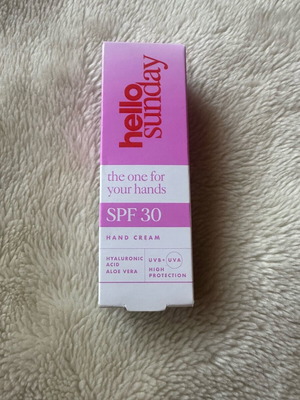 hello
sunday
the one for
your hands
SPF 30
HAND CREAM
HYALURONIC
ACID
ALOE VERA
UVB+ UVA
HIGH
PROTECTION